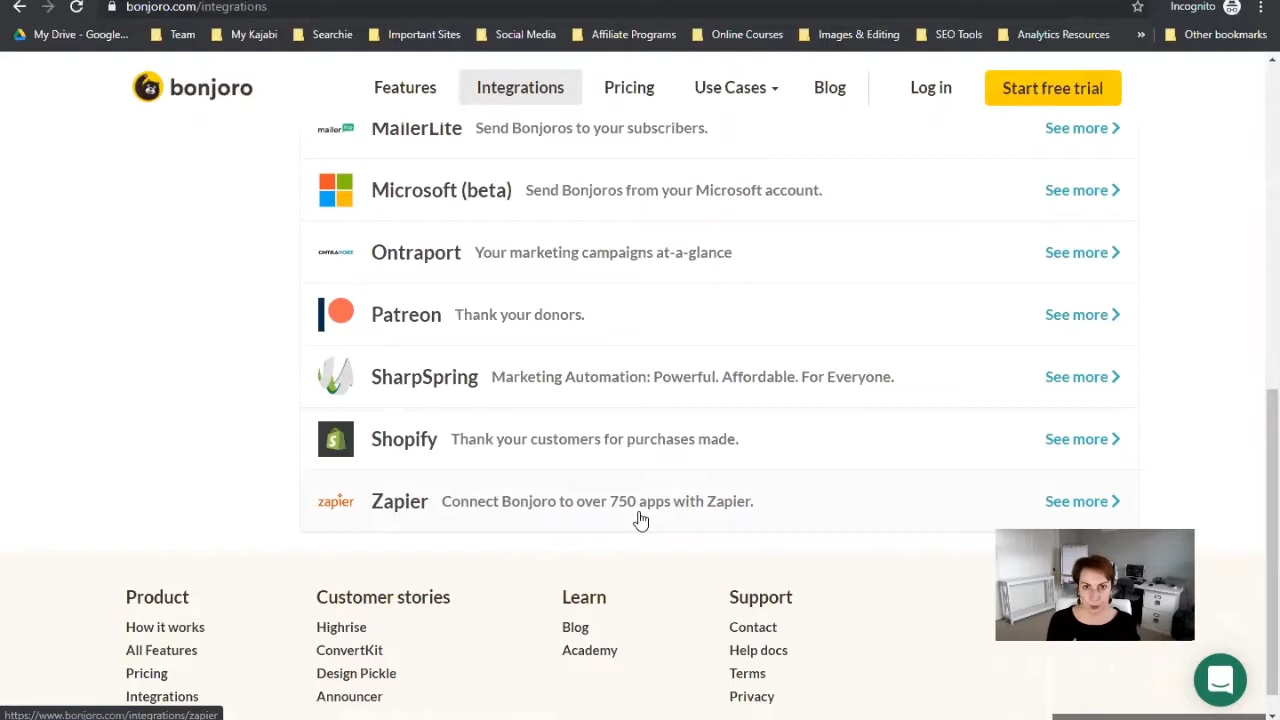 bonjoro.com/integrations
Incognito
My Drive - Google...
Team
My Kajabi
Searchie
Important Sites
Social Media
Affiliate Programs
Online Courses
Images & Editing
SEO Tools
Analytics Resources
»
Other bookmarks
bonjoro
Features
Integrations
Pricing
Use Cases
Blog
Log in
Start free trial
mailer lite
MailerLite Send Bonjoros to your subscribers. See more
Microsoft (beta) Send Bonjoros from your Microsoft account. See more
ONTRAPORT
Ontraport Your marketing campaigns at-a-glance See more
Patreon Thank your donors. See more
SharpSpring Marketing Automation: Powerful. Affordable. For Everyone. See more
Shopify Thank your customers for purchases made. See more
zapier
Zapier Connect Bonjoro to over 750 apps with Zapier. See more
Product
How it works
All Features
Pricing
Integrations
Customer stories
Highrise
ConvertKit
Design Pickle
Announcer
Learn
Blog
Academy
Support
Contact
Help docs
Terms
Privacy
https://www.bonjoro.com/integrations/zapier